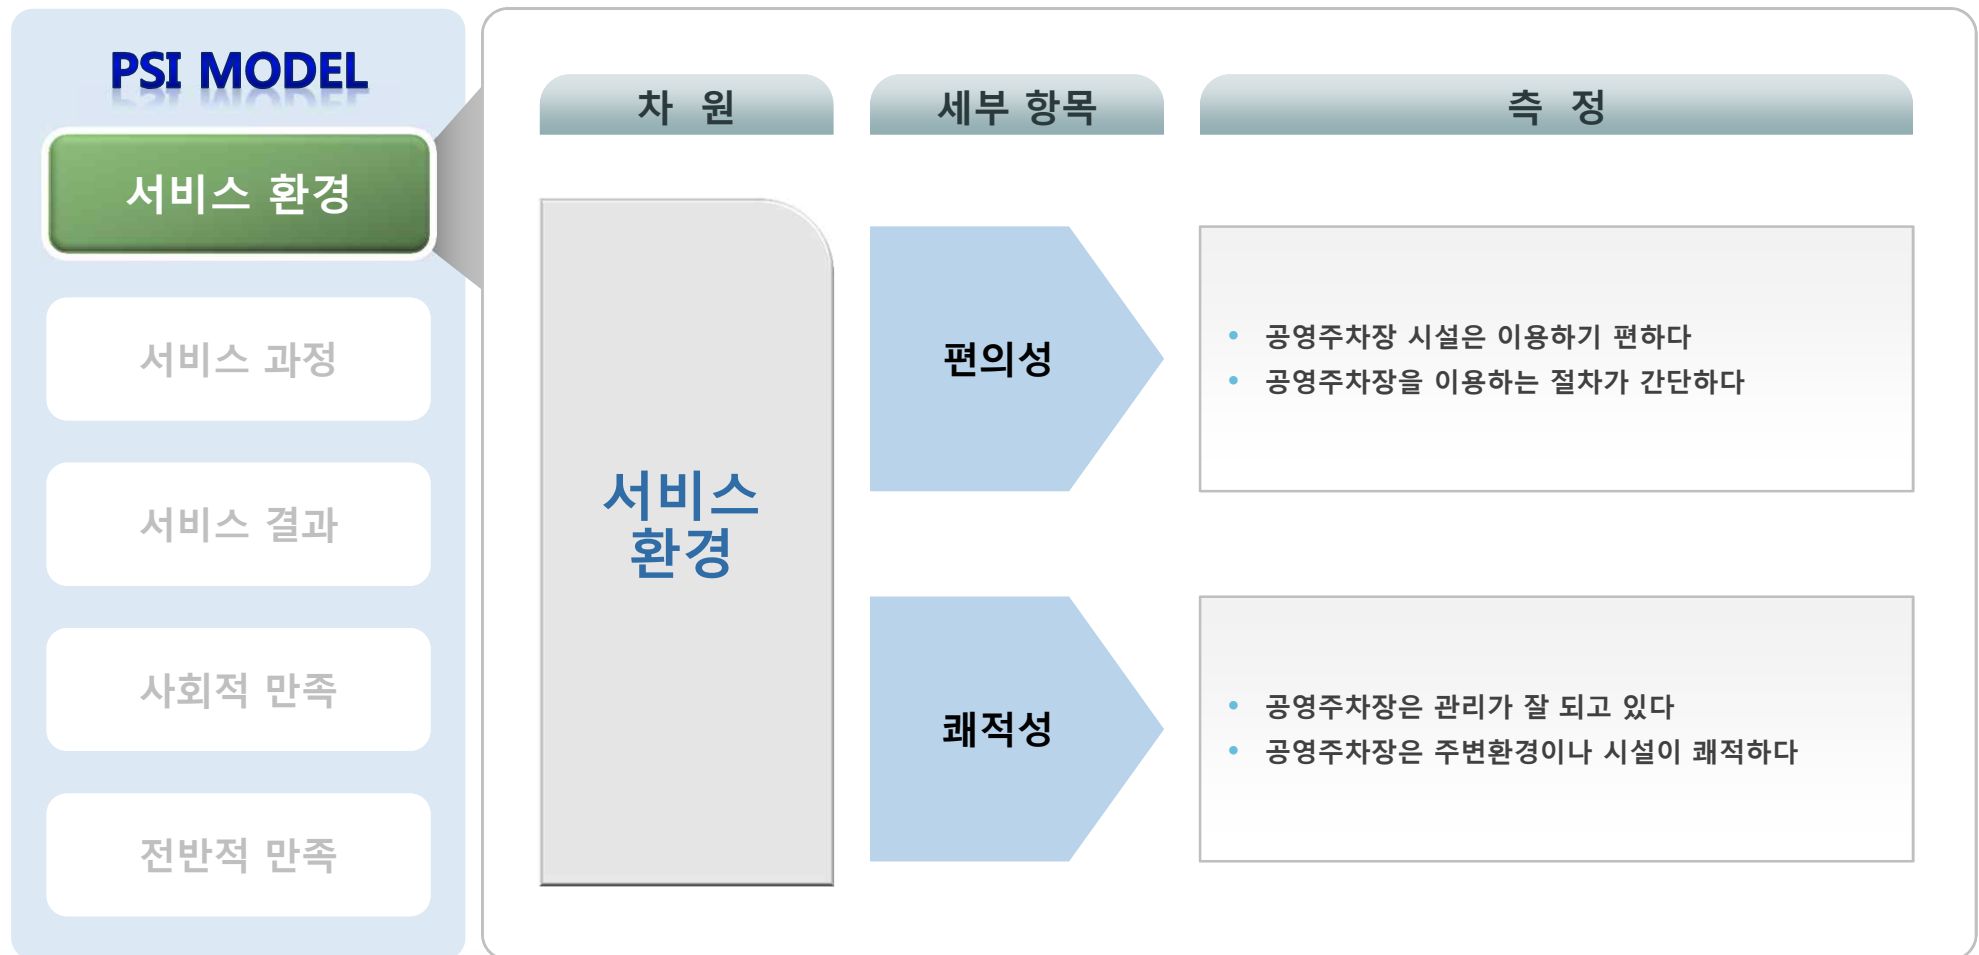 PSI MODEL
서비스 환경
서비스 과정
서비스 결과
사회적 만족
전반적 만족
차 원
세부 항목
측 정
서비스
환경
편의성
• 공영주차장 시설은 이용하기 편하다
• 공영주차장을 이용하는 절차가 간단하다
쾌적성
• 공영주차장은 관리가 잘 되고 있다
• 공영주차장은 주변환경이나 시설이 쾌적하다